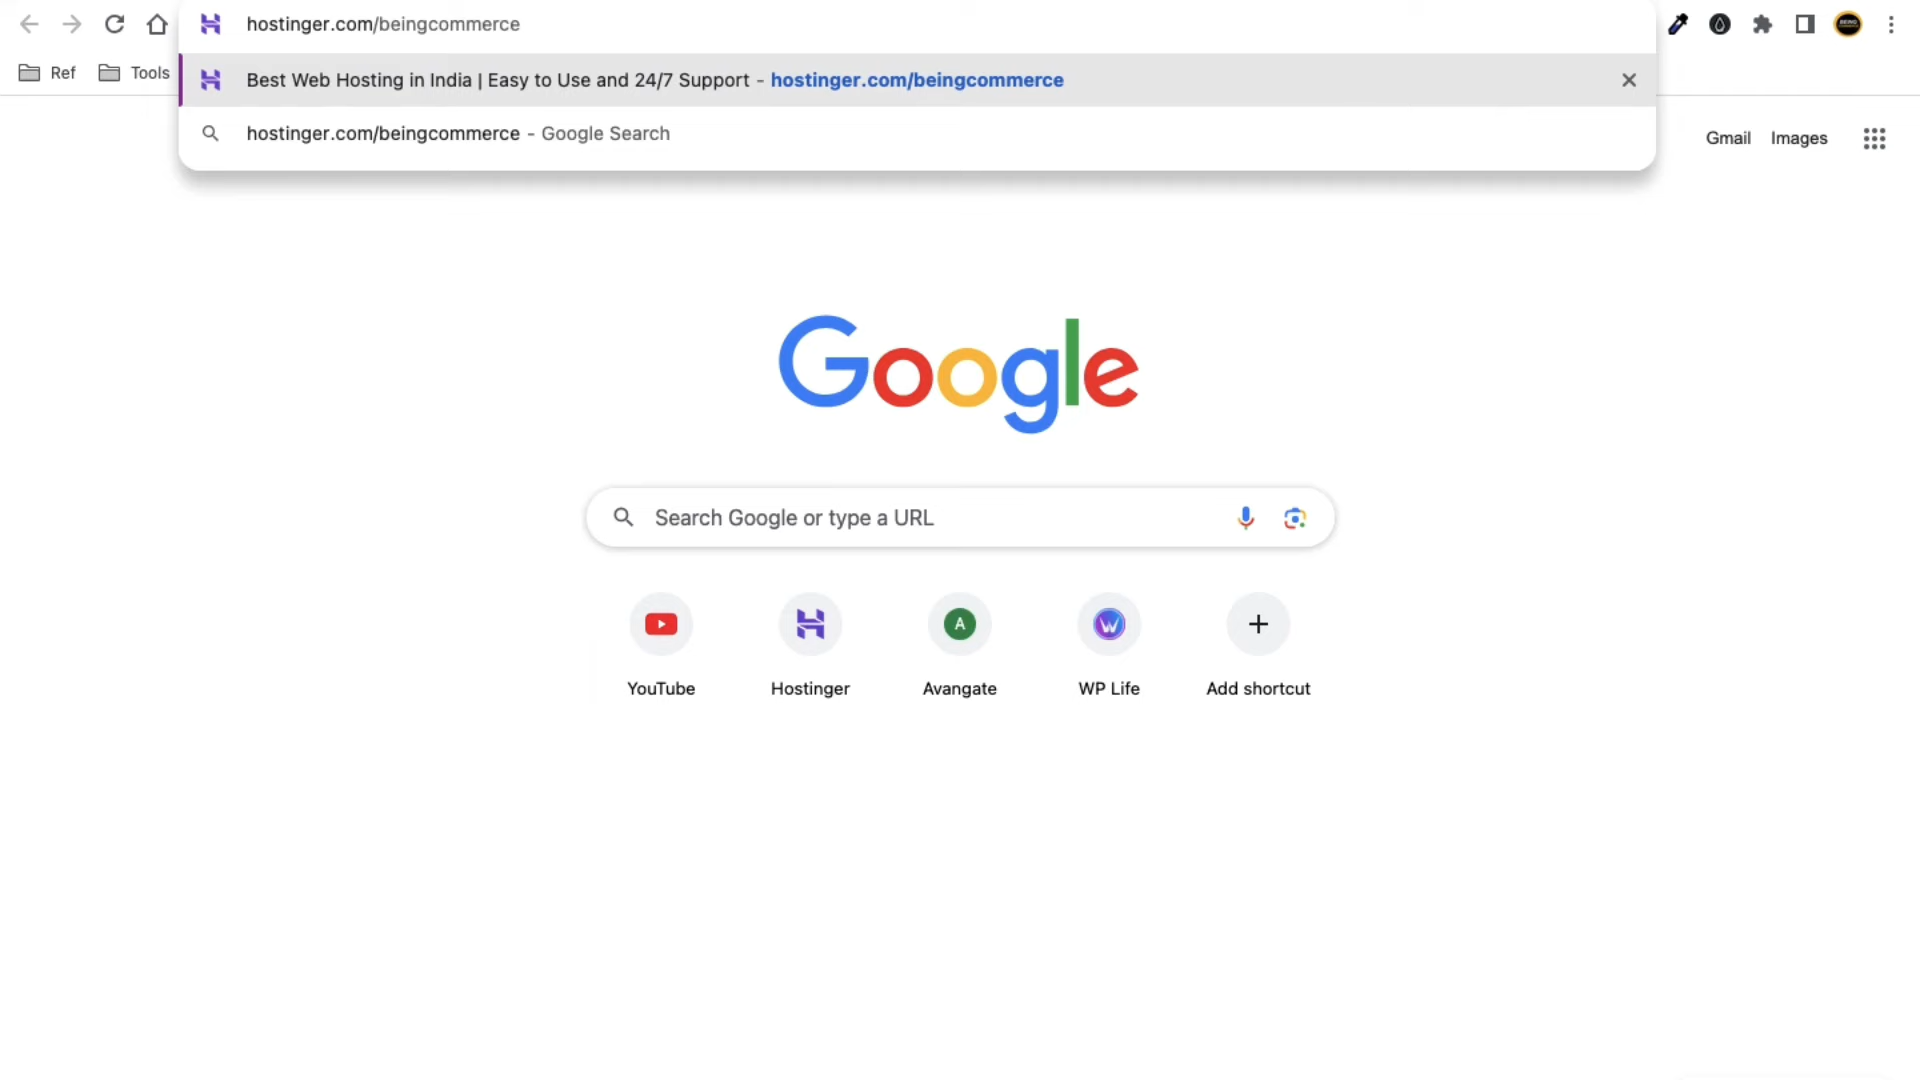 hostinger.com/beingcommerce
Best Web Hosting in India | Easy to Use and 24/7 Support - hostinger.com/beingcommerce
Ref Tools
hostinger.com/beingcommerce - Google Search
Gmail Images
Google
Search Google or type a URL
A
YouTube Hostinger Avangate WP Life Add shortcut